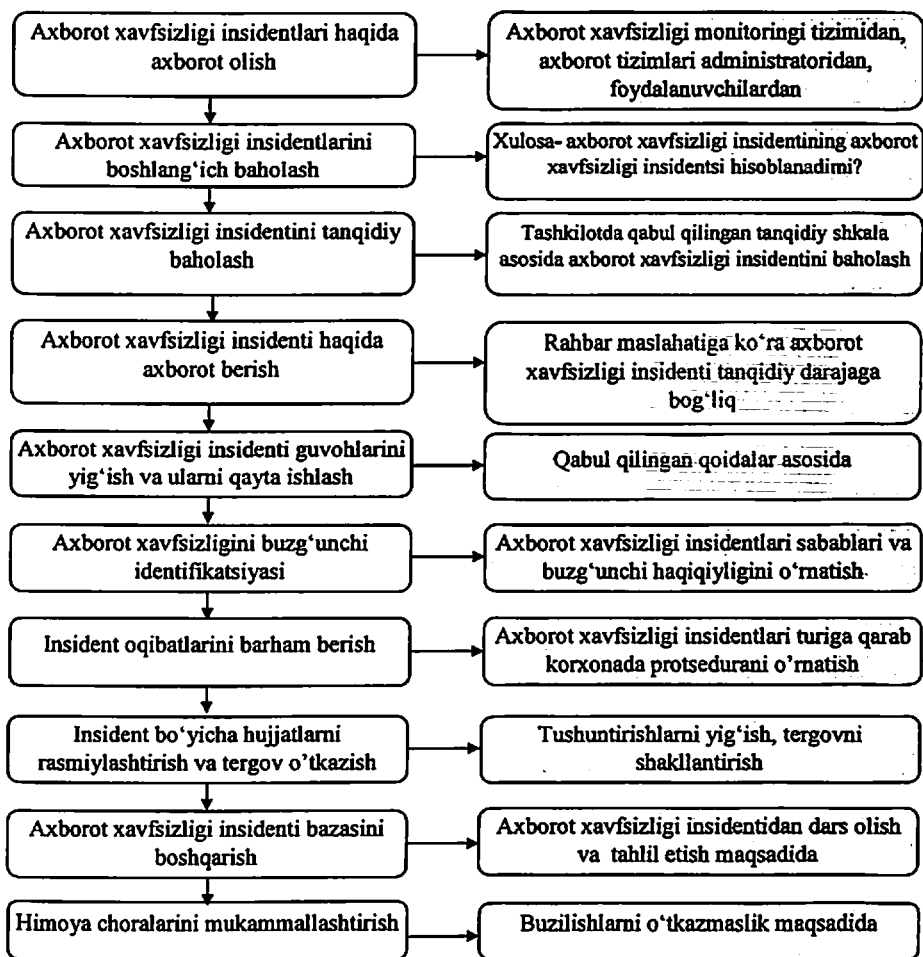 Axborot xavfsizligi insidentlari haqida
axborot olish
Axborot xavfsizligi monitoringi tizimidan,
axborot tizimlari administratoridan,
foydalanuvchilardan
Axborot xavfsizligi insidentlarini
boshlang‘ich baholash
Xulosa- axborot xavfsizligi insidentining axborot
xavfsizligi insidentsi hisoblanadimi?
Axborot xavfsizligi insidentini tanqidiy
baholash
Tashkilotda qabul qilingan tanqidiy shkala
asosida axborot xavfsizligi insidentini baholash
Axborot xavfsizligi insidenti haqida
axborot berish
Rahbar maslahatiga ko‘ra axborot
xavfsizligi insidenti tanqidiy darajaga
bog‘liq
Axborot xavfsizligi insidenti guvohlarini
yig‘ish va ularni qayta ishlash
Qabul qilingan qoidalar asosida
Axborot xavfsizligini buzg‘unchi
identifikatsiyasi
Axborot xavfsizligi insidentlari sabablari va
buzg‘unchi haqiqiyligini o‘rnatish
Insident oqibatlarini barham berish
Axborot xavfsizligi insidentlari turiga qarab
korxonada protsedurani o’rnatish
Insident bo‘yicha hujjatlarni
rasmiylashtirish va tergov o’tkazish
Tushuntirishlarni yig‘ish, tergovni
shakllantirish
Axborot xavfsizligi insidenti bazasini
boshqarish
Axborot xavfsizligi insidentidan dars olish
va tahlil etish maqsadida
Himoya choralarini mukammallashtirish
Buzilishlarni o‘tkazmaslik maqsadida